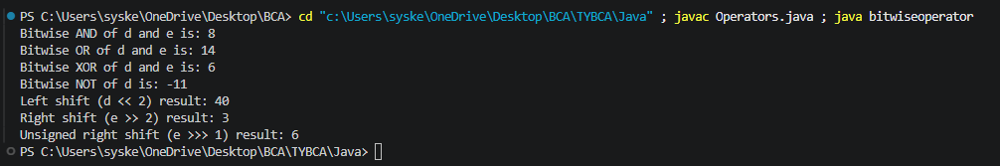 PS C:\Users\syske\OneDrive\Desktop\BCA> cd "c:\Users\syske\OneDrive\Desktop\BCA\TYBCA\Java" ; javac Operators.java ; java bitwiseoperator
Bitwise AND of d and e is: 8
Bitwise OR of d and e is: 14
Bitwise XOR of d and e is: 6
Bitwise NOT of d is: -11
Left shift (d << 2) result: 40
Right shift (e >> 2) result: 3
Unsigned right shift (e >>> 1) result: 6
PS C:\Users\syske\OneDrive\Desktop\BCA\TYBCA\Java>